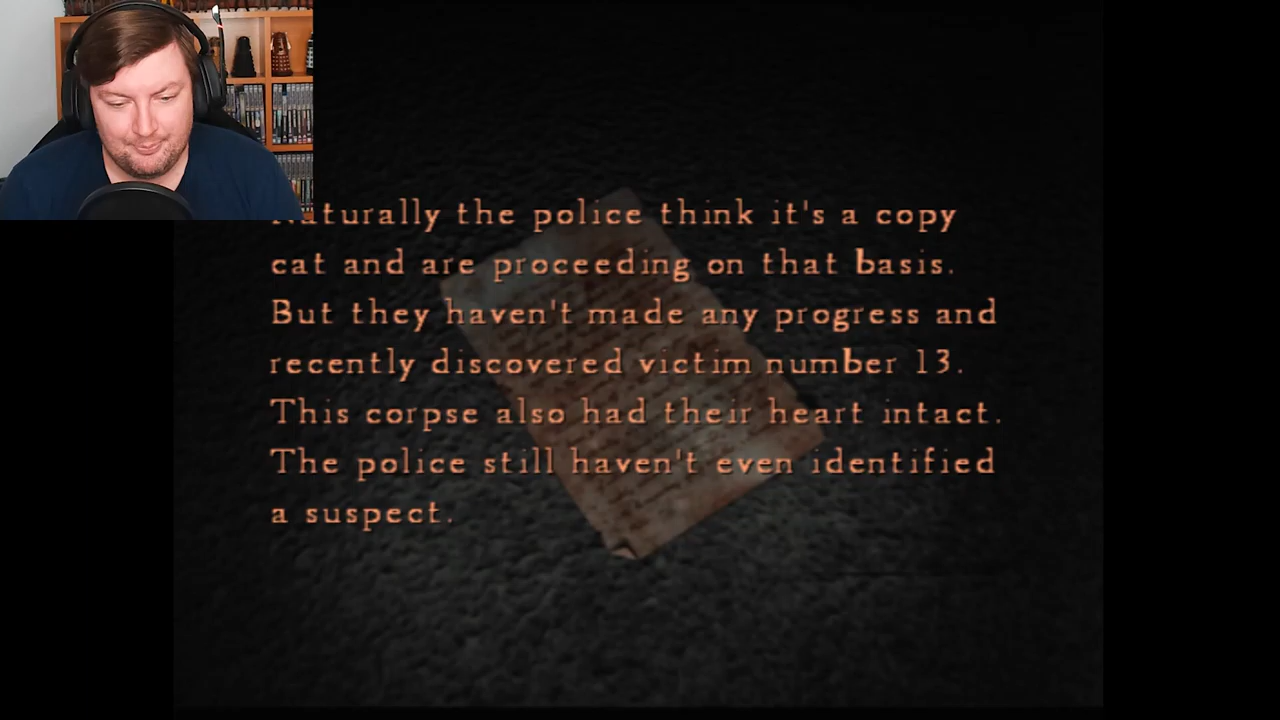 Naturally the police think it's a copy
cat and are proceeding on that basis.
But they haven't made any progress and
recently discovered victim number 13.
This corpse also had their heart intact.
The police still haven't even identified
a suspect.